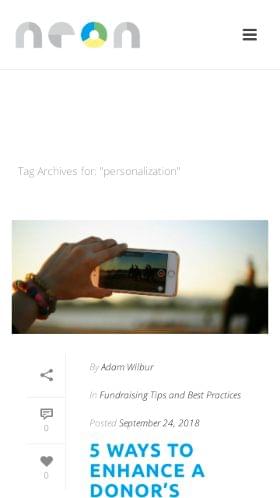 neon
Tag Archives for: "personalization"
By Adam Wilbur
In Fundraising Tips and Best Practices
0
Posted September 24, 2018
5 WAYS TO
ENHANCE A
0
DONOR'S